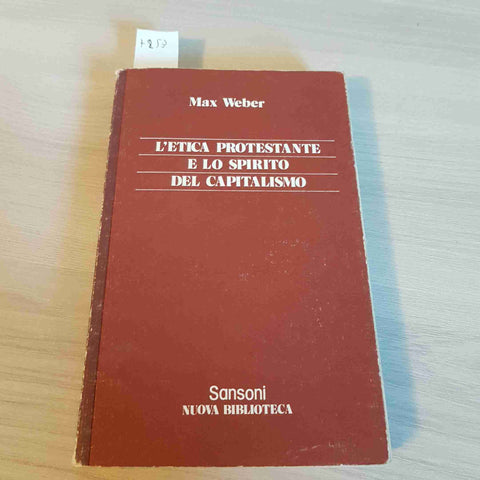 Max Weber
L'ETICA PROTESTANTE
E LO SPIRITO
DEL CAPITALISMO
Sansoni
NUOVA BIBLIOTECA